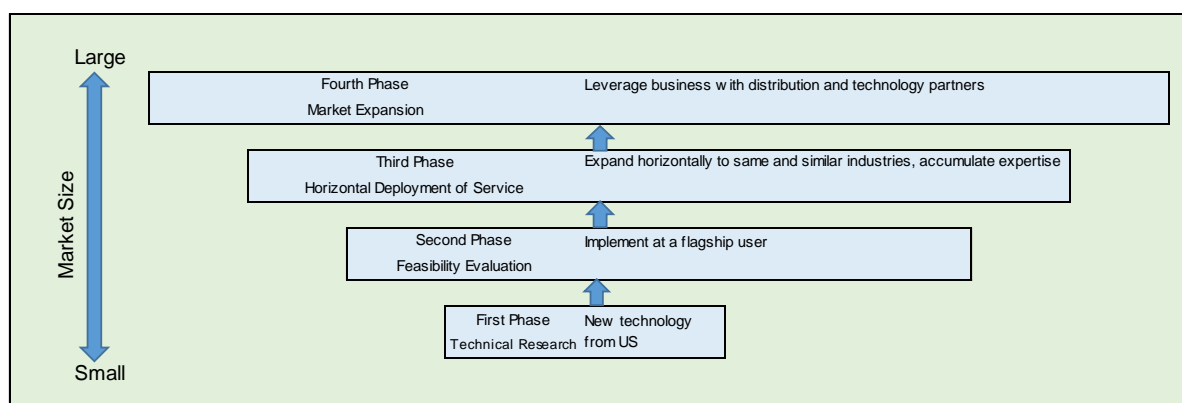 Large
Fourth Phase
Market Expansion
Leverage business with distribution and technology partners
Third Phase
Horizontal Deployment of Service
Expand horizontally to same and similar industries, accumulate expertise
Market Size
Second Phase
Feasibility Evaluation
Implement at a flagship user
First Phase
Technical Research
New technology
from US
Small